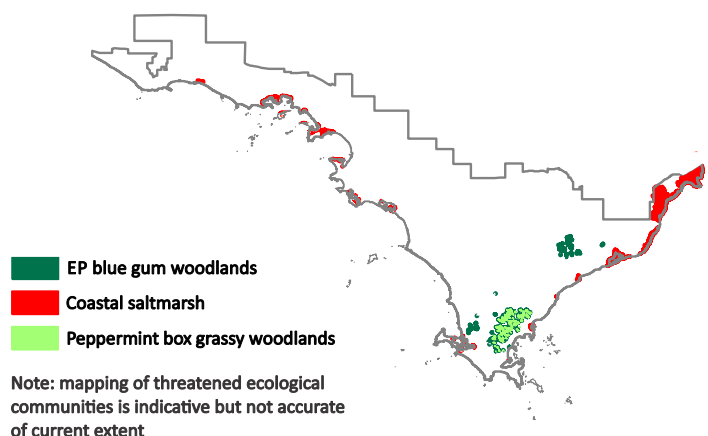 EP blue gum woodlands
Coastal saltmarsh
Peppermint box grassy woodlands
Note: mapping of threatened ecological
communities is indicative but not accurate
of current extent